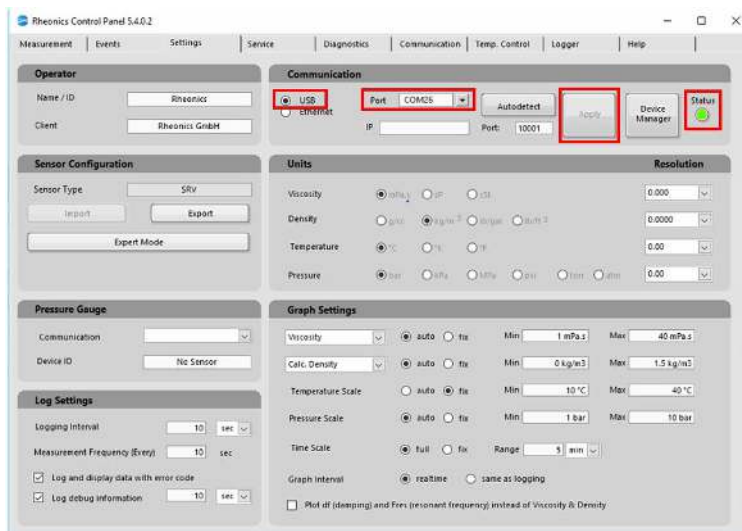 Rheonics Control Panel 5.4.0.2
Measurement Events Settings Service Diagnostics Communication Temp. Control Logger Help
Operator
Name / ID Rheonics
Client Rheonics GmbH
Communication
USB Port COM26 Autodetect Apply Device Manager Status
Ethernet IP Port: 10001
Sensor Configuration
Sensor Type SRV
Import Export
Expert Mode
Units Resolution
Viscosity mPa.s cP cSt 0.000
Density kg/m 3 0.0000
Temperature °C °K °F 0.00
Pressure bar kPa MPa psi torr atm 0.00
Pressure Gauge
Communication
Device ID No Sensor
Graph Settings
Viscosity auto fix Min 1 mPa.s Max 40 mPa.s
Calc. Density auto fix Min 0 kg/m3 Max 1.5 kg/m3
Temperature Scale auto fix Min 10 °C Max 40 °C
Pressure Scale auto fix Min 1 bar Max 10 bar
Time Scale full fix Range 5 min
Graph Interval realtime same as logging
Plot df (damping) and Fres (resonant frequency) instead of Viscosity & Density
Log Settings
Logging Interval 10 sec
Measurement Frequency (Every) 10 sec
Log and display data with error code
Log debug information 10 sec